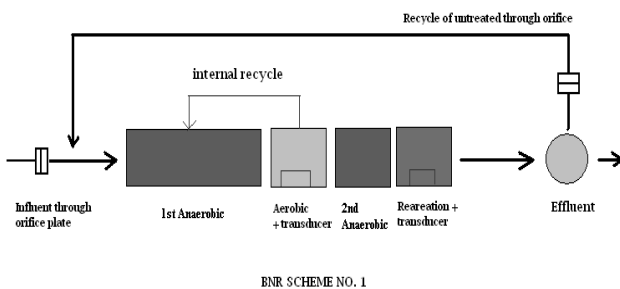 Recycle of untreated through orifice
internal recycle
Influent through
orifice plate
1st Anaerobic
Aerobic
+ transducer
2nd
Anaerobic
Reareation +
transducer
Effluent
BNR SCHEME NO. 1